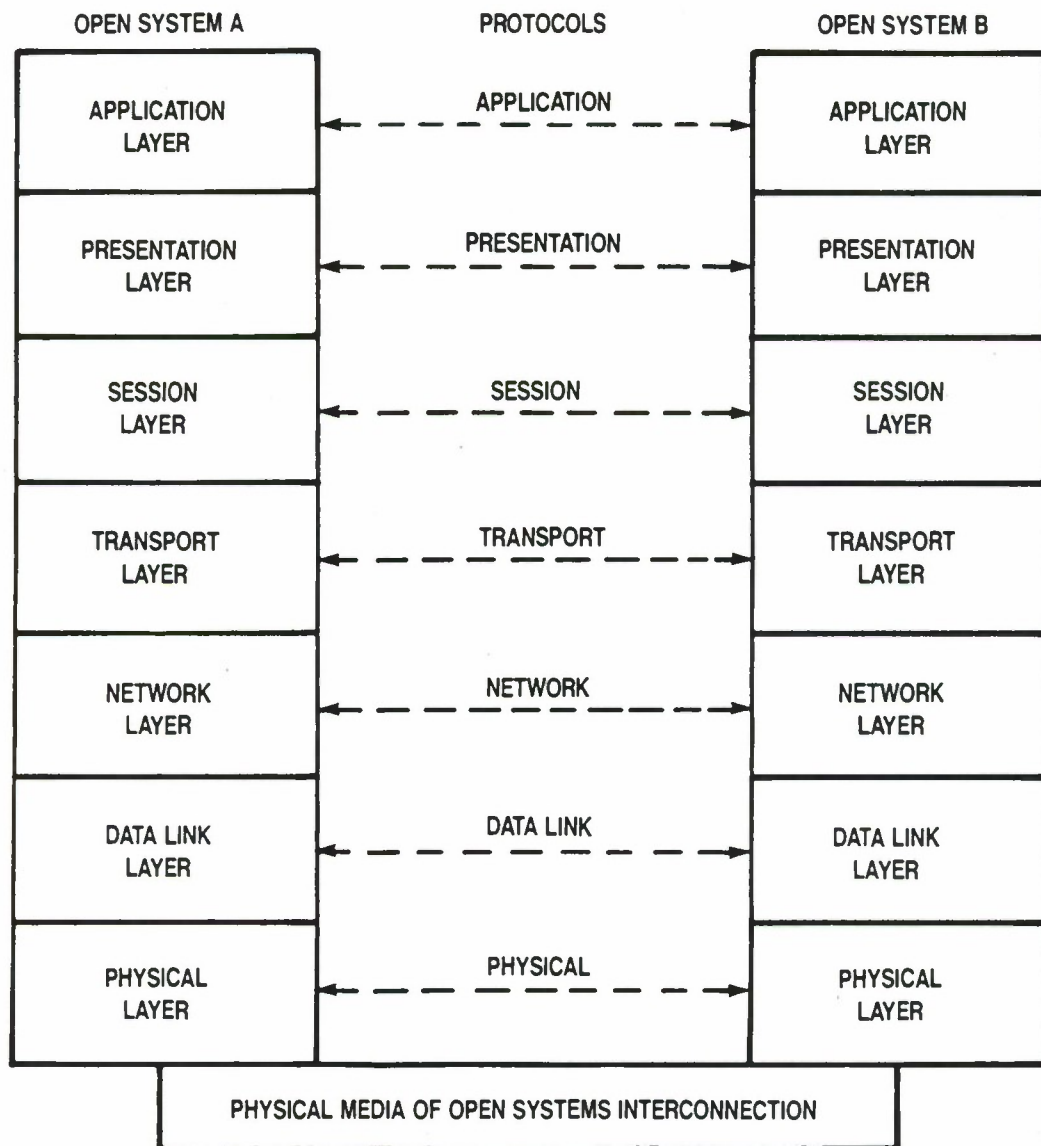 OPEN SYSTEM A PROTOCOLS OPEN SYSTEM B
APPLICATION
LAYER
APPLICATION
APPLICATION
LAYER
PRESENTATION
LAYER
PRESENTATION
PRESENTATION
LAYER
SESSION
LAYER
SESSION
SESSION
LAYER
TRANSPORT
LAYER
TRANSPORT
TRANSPORT
LAYER
NETWORK
LAYER
NETWORK
NETWORK
LAYER
DATA LINK
LAYER
DATA LINK
DATA LINK
LAYER
PHYSICAL
LAYER
PHYSICAL
PHYSICAL
LAYER
PHYSICAL MEDIA OF OPEN SYSTEMS INTERCONNECTION